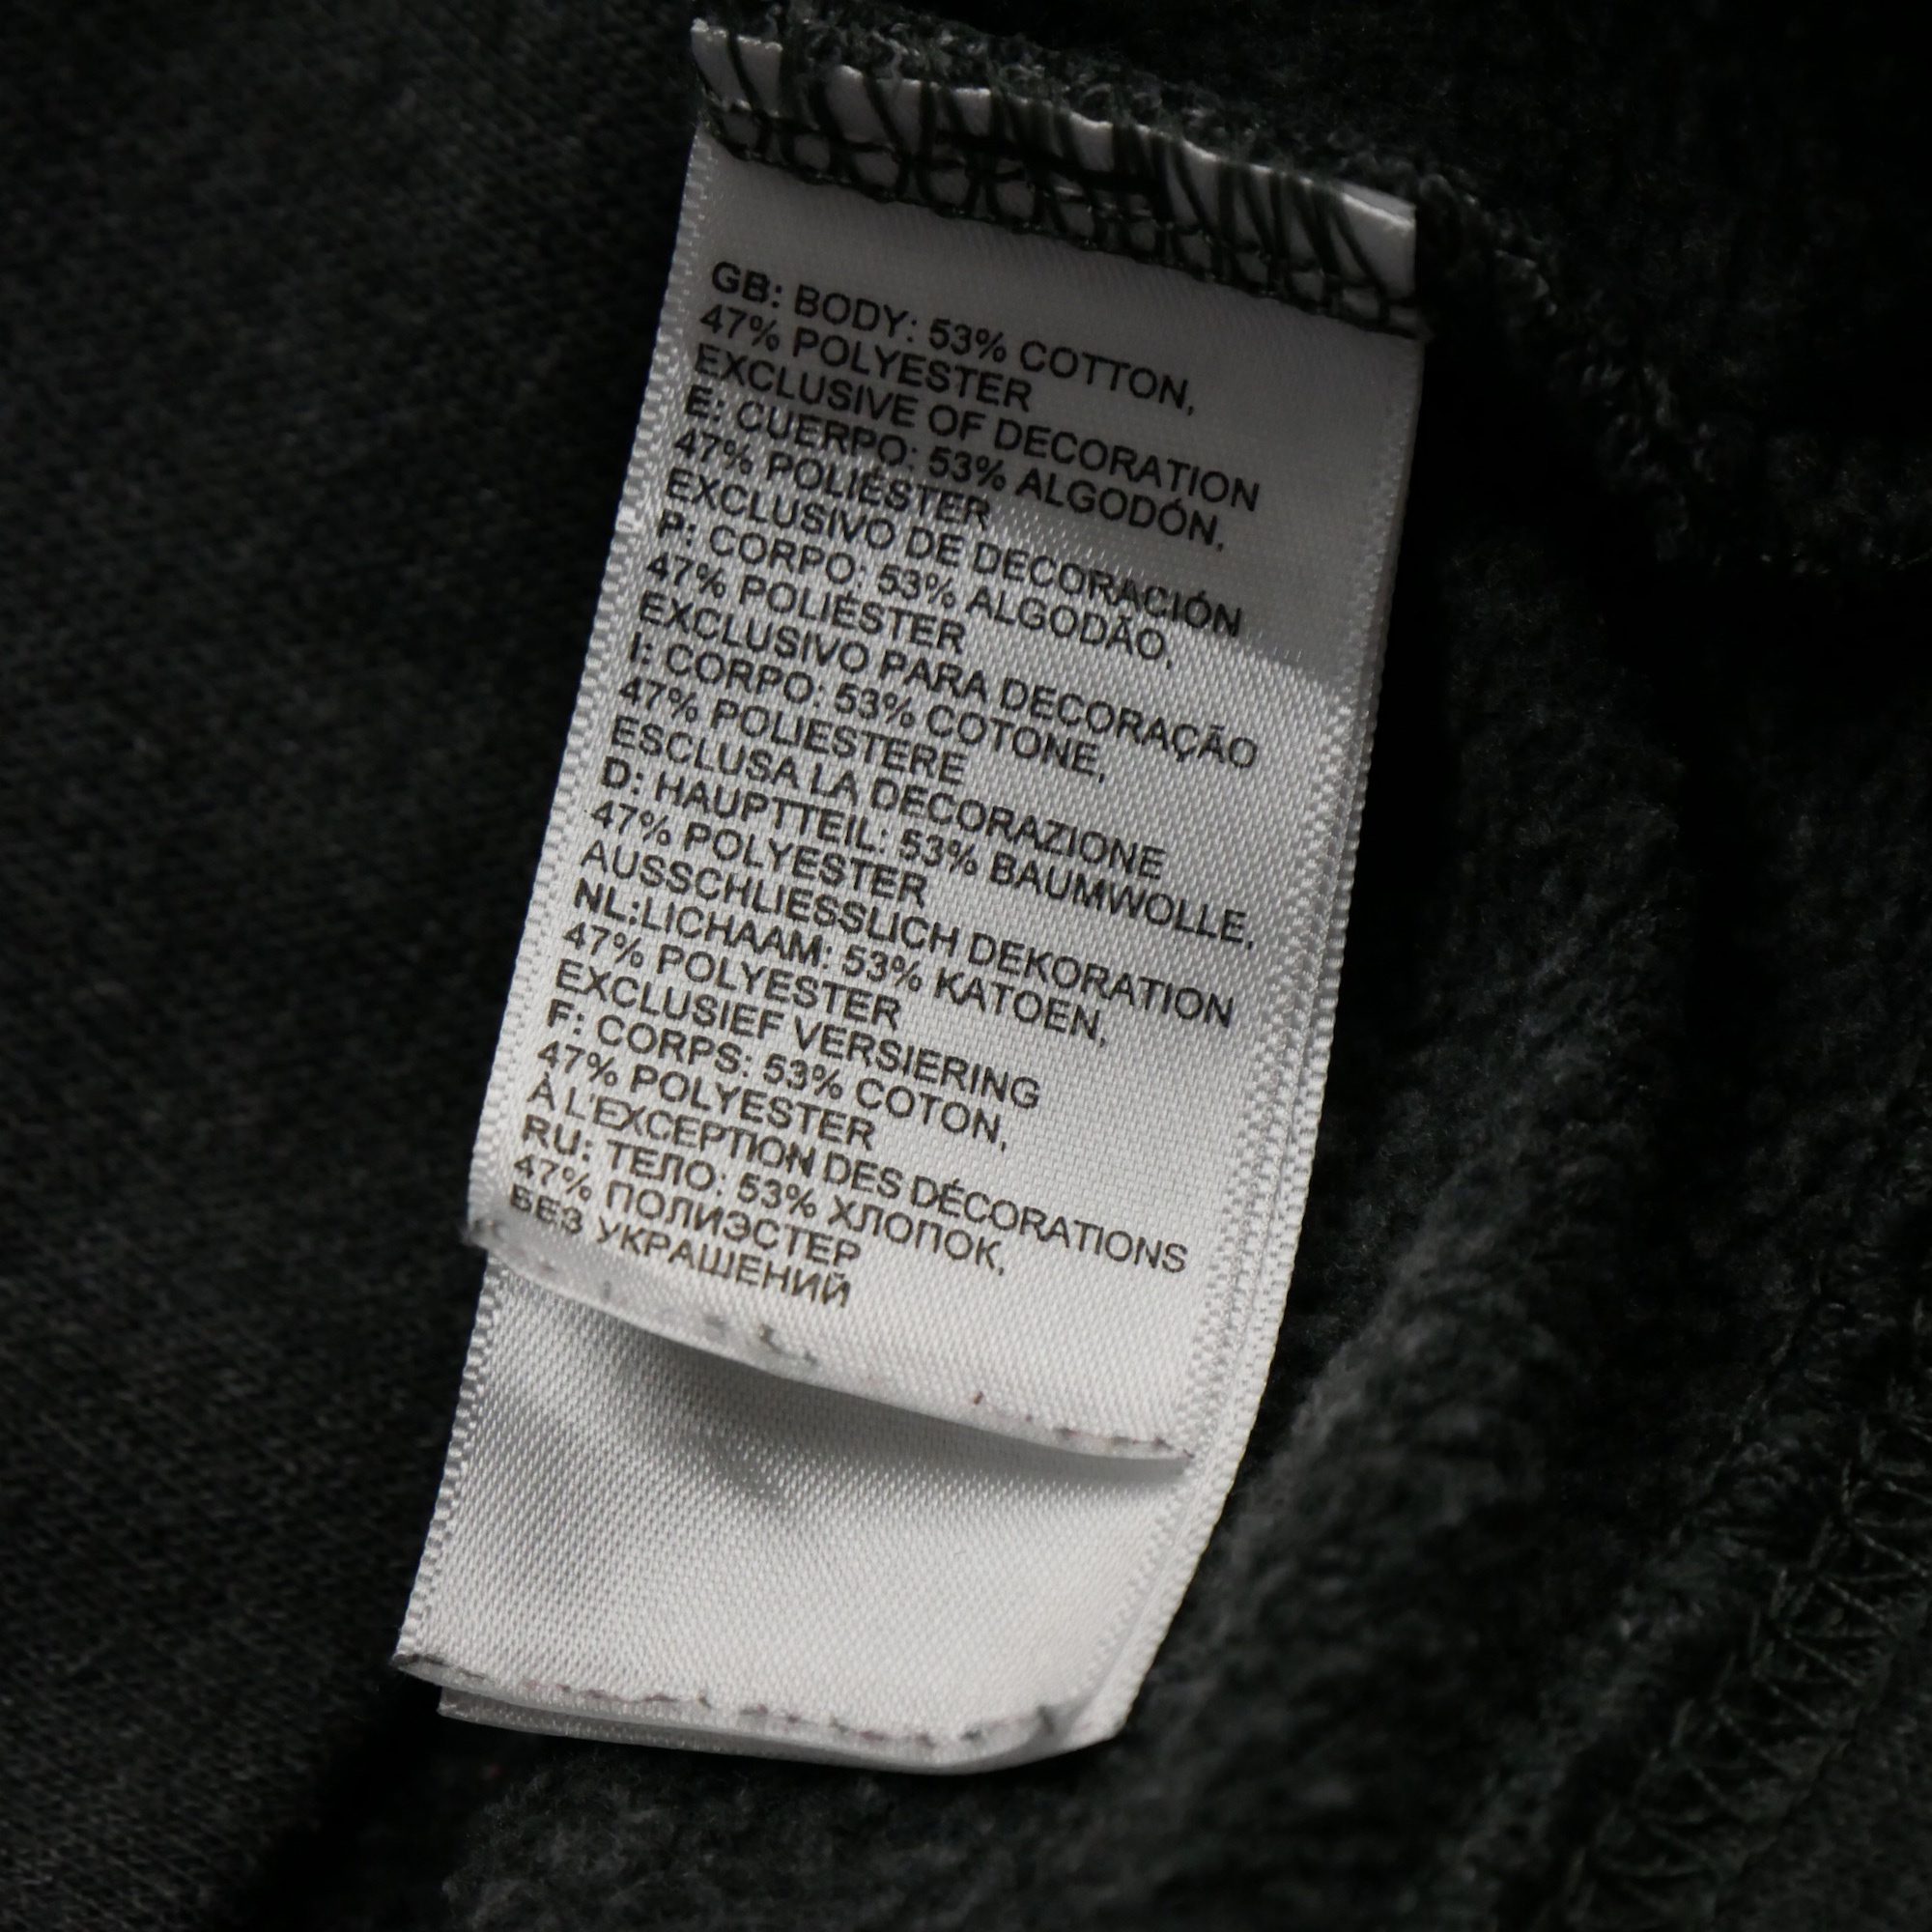 GB: BODY: 53% COTTON,
47% POLYESTER
EXCLUSIVE OF DECORATION
E: CUERPO: 53% ALGODÓN,
47% POLIÉSTER
EXCLUSIVO DE DECORACIÓN
P: CORPO: 53% ALGODÃO,
47% POLIÉSTER
EXCLUSIVO PARA DECORAÇÃO
I: CORPO: 53% COTONE,
47% POLIESTERE
ESCLUSA LA DECORAZIONE
D: HAUPTTEIL: 53% BAUMWOLLE,
47% POLYESTER
AUSSCHLIESSLICH DEKORATION
NL:LICHAAM: 53% KATOEN,
47% POLYESTER
EXCLUSIEF VERSIERING
F: CORPS: 53% COTON,
47% POLYESTER
À L'EXCEPTION DES DÉCORATIONS
RU: ТЕЛО: 53% ХЛОПОК,
47% ПОЛИЭСТЕР
БЕЗ УКРАШЕНИЙ